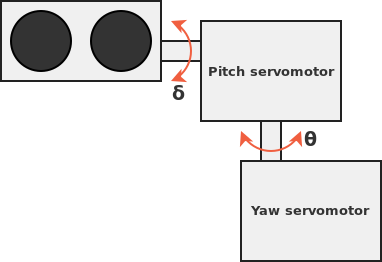 Pitch servomotor
δ
θ
Yaw servomotor